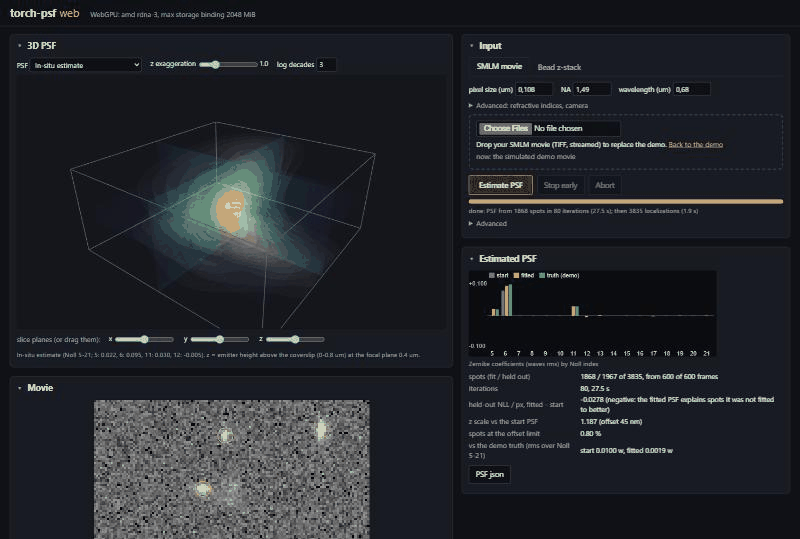 torch-psf web WebGPU: amd rdna-3, max storage binding 2048 MiB
3D PSF
PSF In-situ estimate z exaggeration 1.0 log decades 3
slice planes (or drag them): x y z
In-situ estimate (Noll 5-21; 5: 0.022, 6: 0.095, 11: 0.030, 12: -0.005), z = emitter height above the coverslip (0-0.8 um) at the focal plane 0.4 um.
Movie
Input
SMLM movie Bead z-stack
pixel size (um) 0,108 NA 1,49 wavelength (um) 0,68
Advanced: refractive indices, camera
Choose Files No file chosen
Drop your SMLM movie (TIFF, streamed) to replace the demo. Back to the demo
now: the simulated demo movie
Estimate PSF Stop early Abort
done: PSF from 1868 spots in 80 iterations (27.5 s); then 3835 localizations (1.9 s)
Advanced
Estimated PSF
start fitted truth (demo)
+0.100
-0.100
5 6 7 8 9 10 11 12 13 14 15 16 17 18 19 20 21
Zernike coefficients (waves rms) by Noll index
spots (fit / held out) 1868 / 1967 of 3835, from 600 of 600 frames
iterations 80, 27.5 s
held-out NLL / px, fitted - start -0.0278 (negative: the fitted PSF explains spots it was not fitted to better)
z scale vs the start PSF 1.187 (offset 45 nm)
spots at the offset limit 0.80 %
vs the demo truth (rms over Noll 5-21) start 0.0100 w, fitted 0.0019 w
PSF json